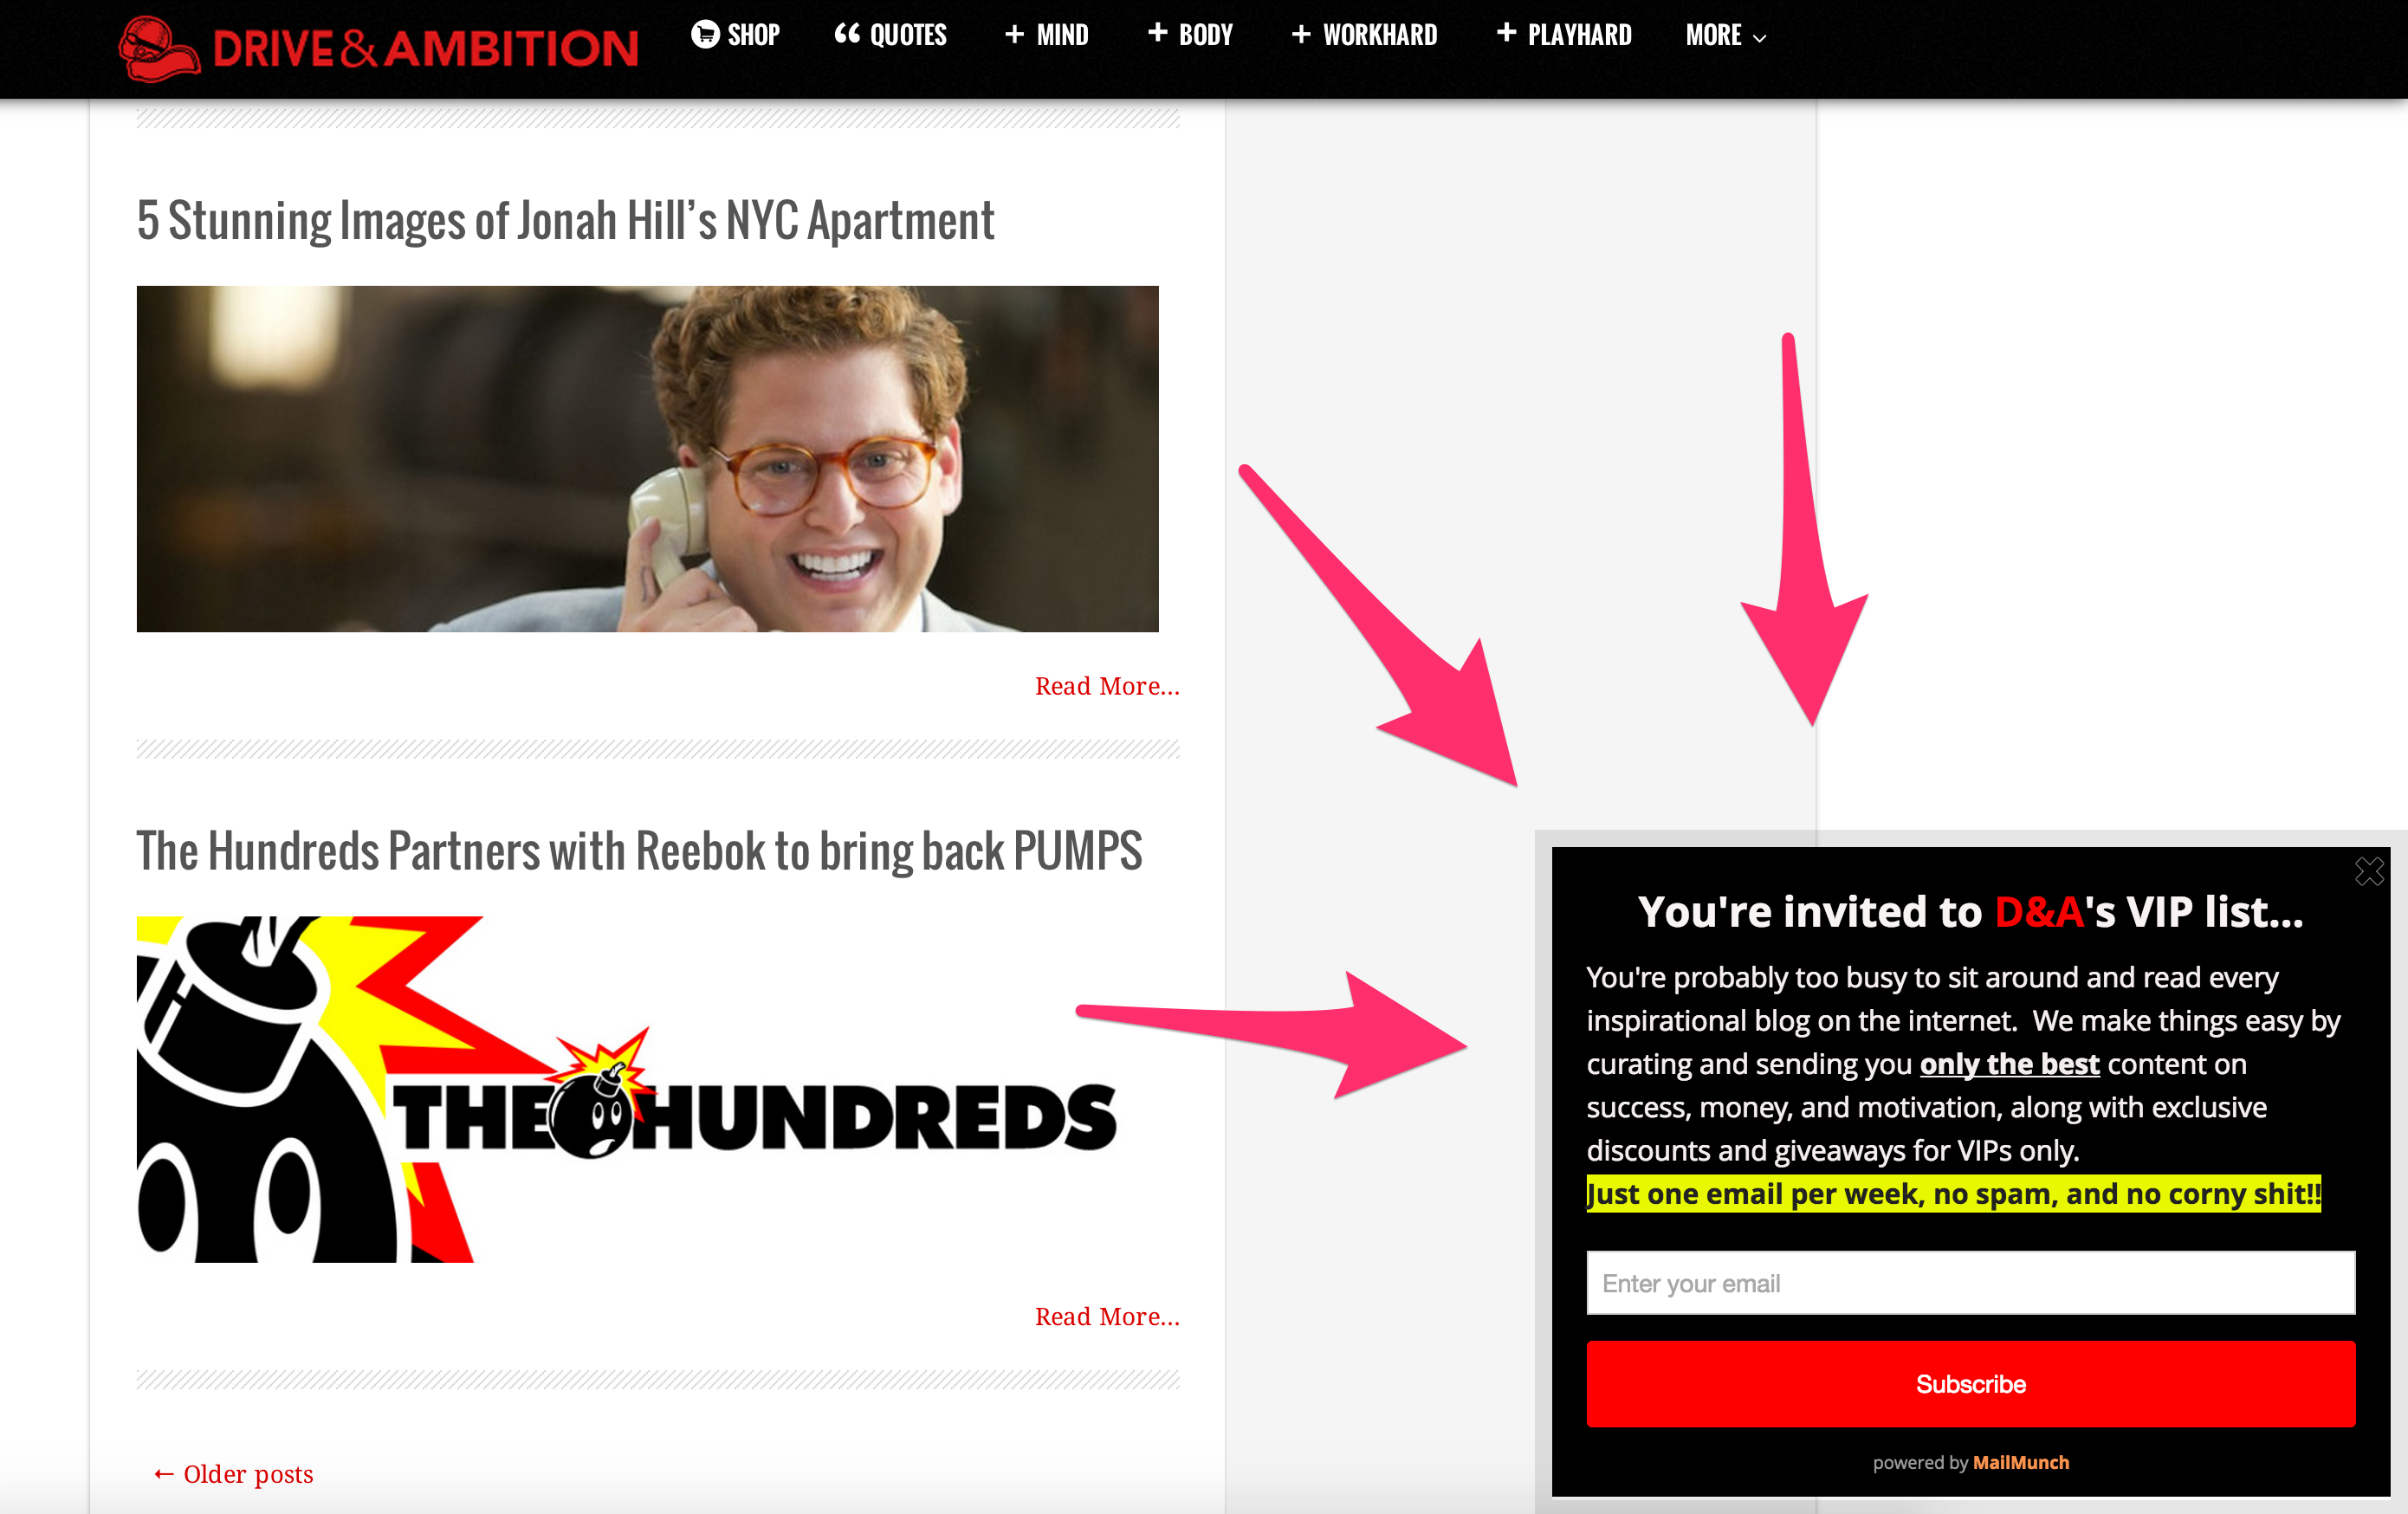 DRIVE & AMBITION
SHOP
QUOTES
+ MIND
+ BODY
+ WORKHARD
+ PLAYHARD
MORE
5 Stunning Images of Jonah Hill’s NYC Apartment
Read More...
The Hundreds Partners with Reebok to bring back PUMPS
THE HUNDREDS
Read More...
← Older posts
You're invited to D&A's VIP list...
You're probably too busy to sit around and read every
inspirational blog on the internet.  We make things easy by
curating and sending you only the best content on
success, money, and motivation, along with exclusive
discounts and giveaways for VIPs only.
Just one email per week, no spam, and no corny shit!!
Enter your email
Subscribe
powered by MailMunch